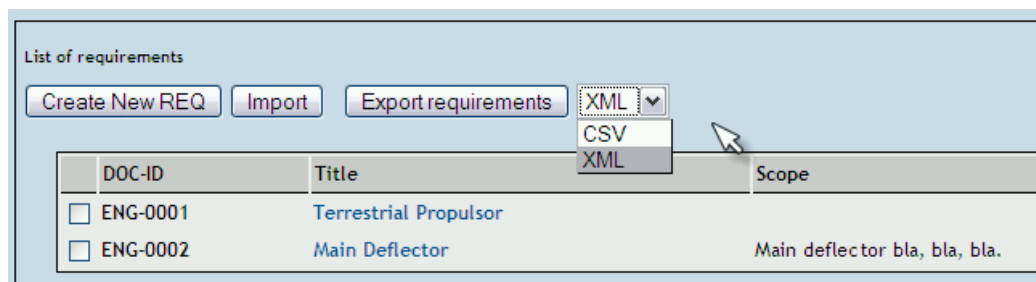 List of requirements
Create New REQ Import Export requirements XML
CSV
XML
DOC-ID Title Scope
ENG-0001 Terrestrial Propulsor
ENG-0002 Main Deflector Main deflector bla, bla, bla.